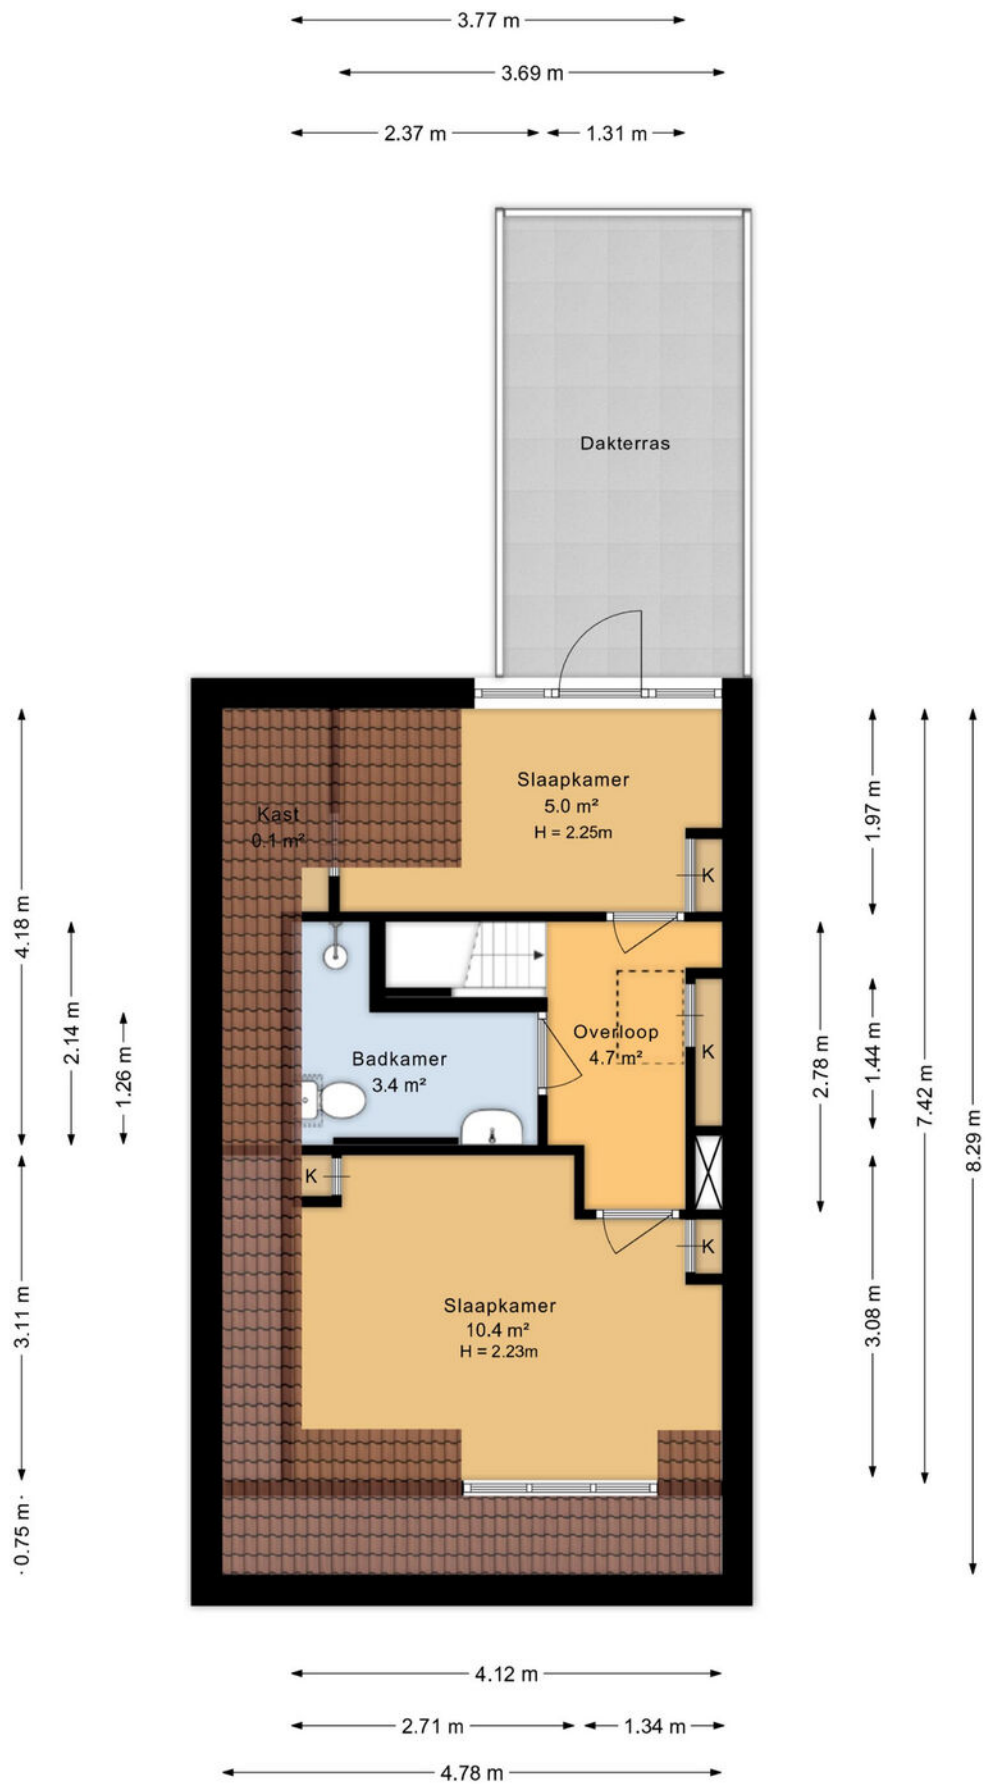 3.77 m
3.69 m
2.37 m
1.31 m
Dakterras
Slaapkamer
5.0 m²
H = 2.25m
Kast
0.1 m²
K
1.97 m
4.18 m
2.14 m
1.26 m
Badkamer
3.4 m²
Overloop
4.7 m²
K
2.78 m
1.44 m
7.42 m
8.29 m
K
K
Slaapkamer
10.4 m²
H = 2.23m
3.11 m
3.08 m
0.75 m
4.12 m
2.71 m
1.34 m
4.78 m